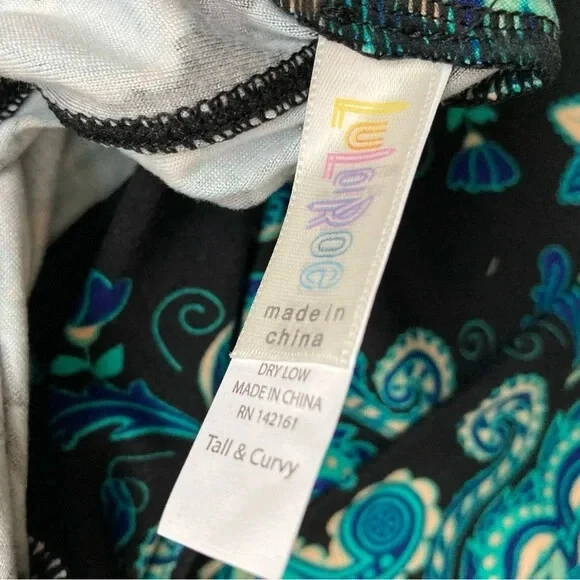 LuLaRoe
made in
china
DRY LOW
MADE IN CHINA
RN 142161
Tall & Curvy